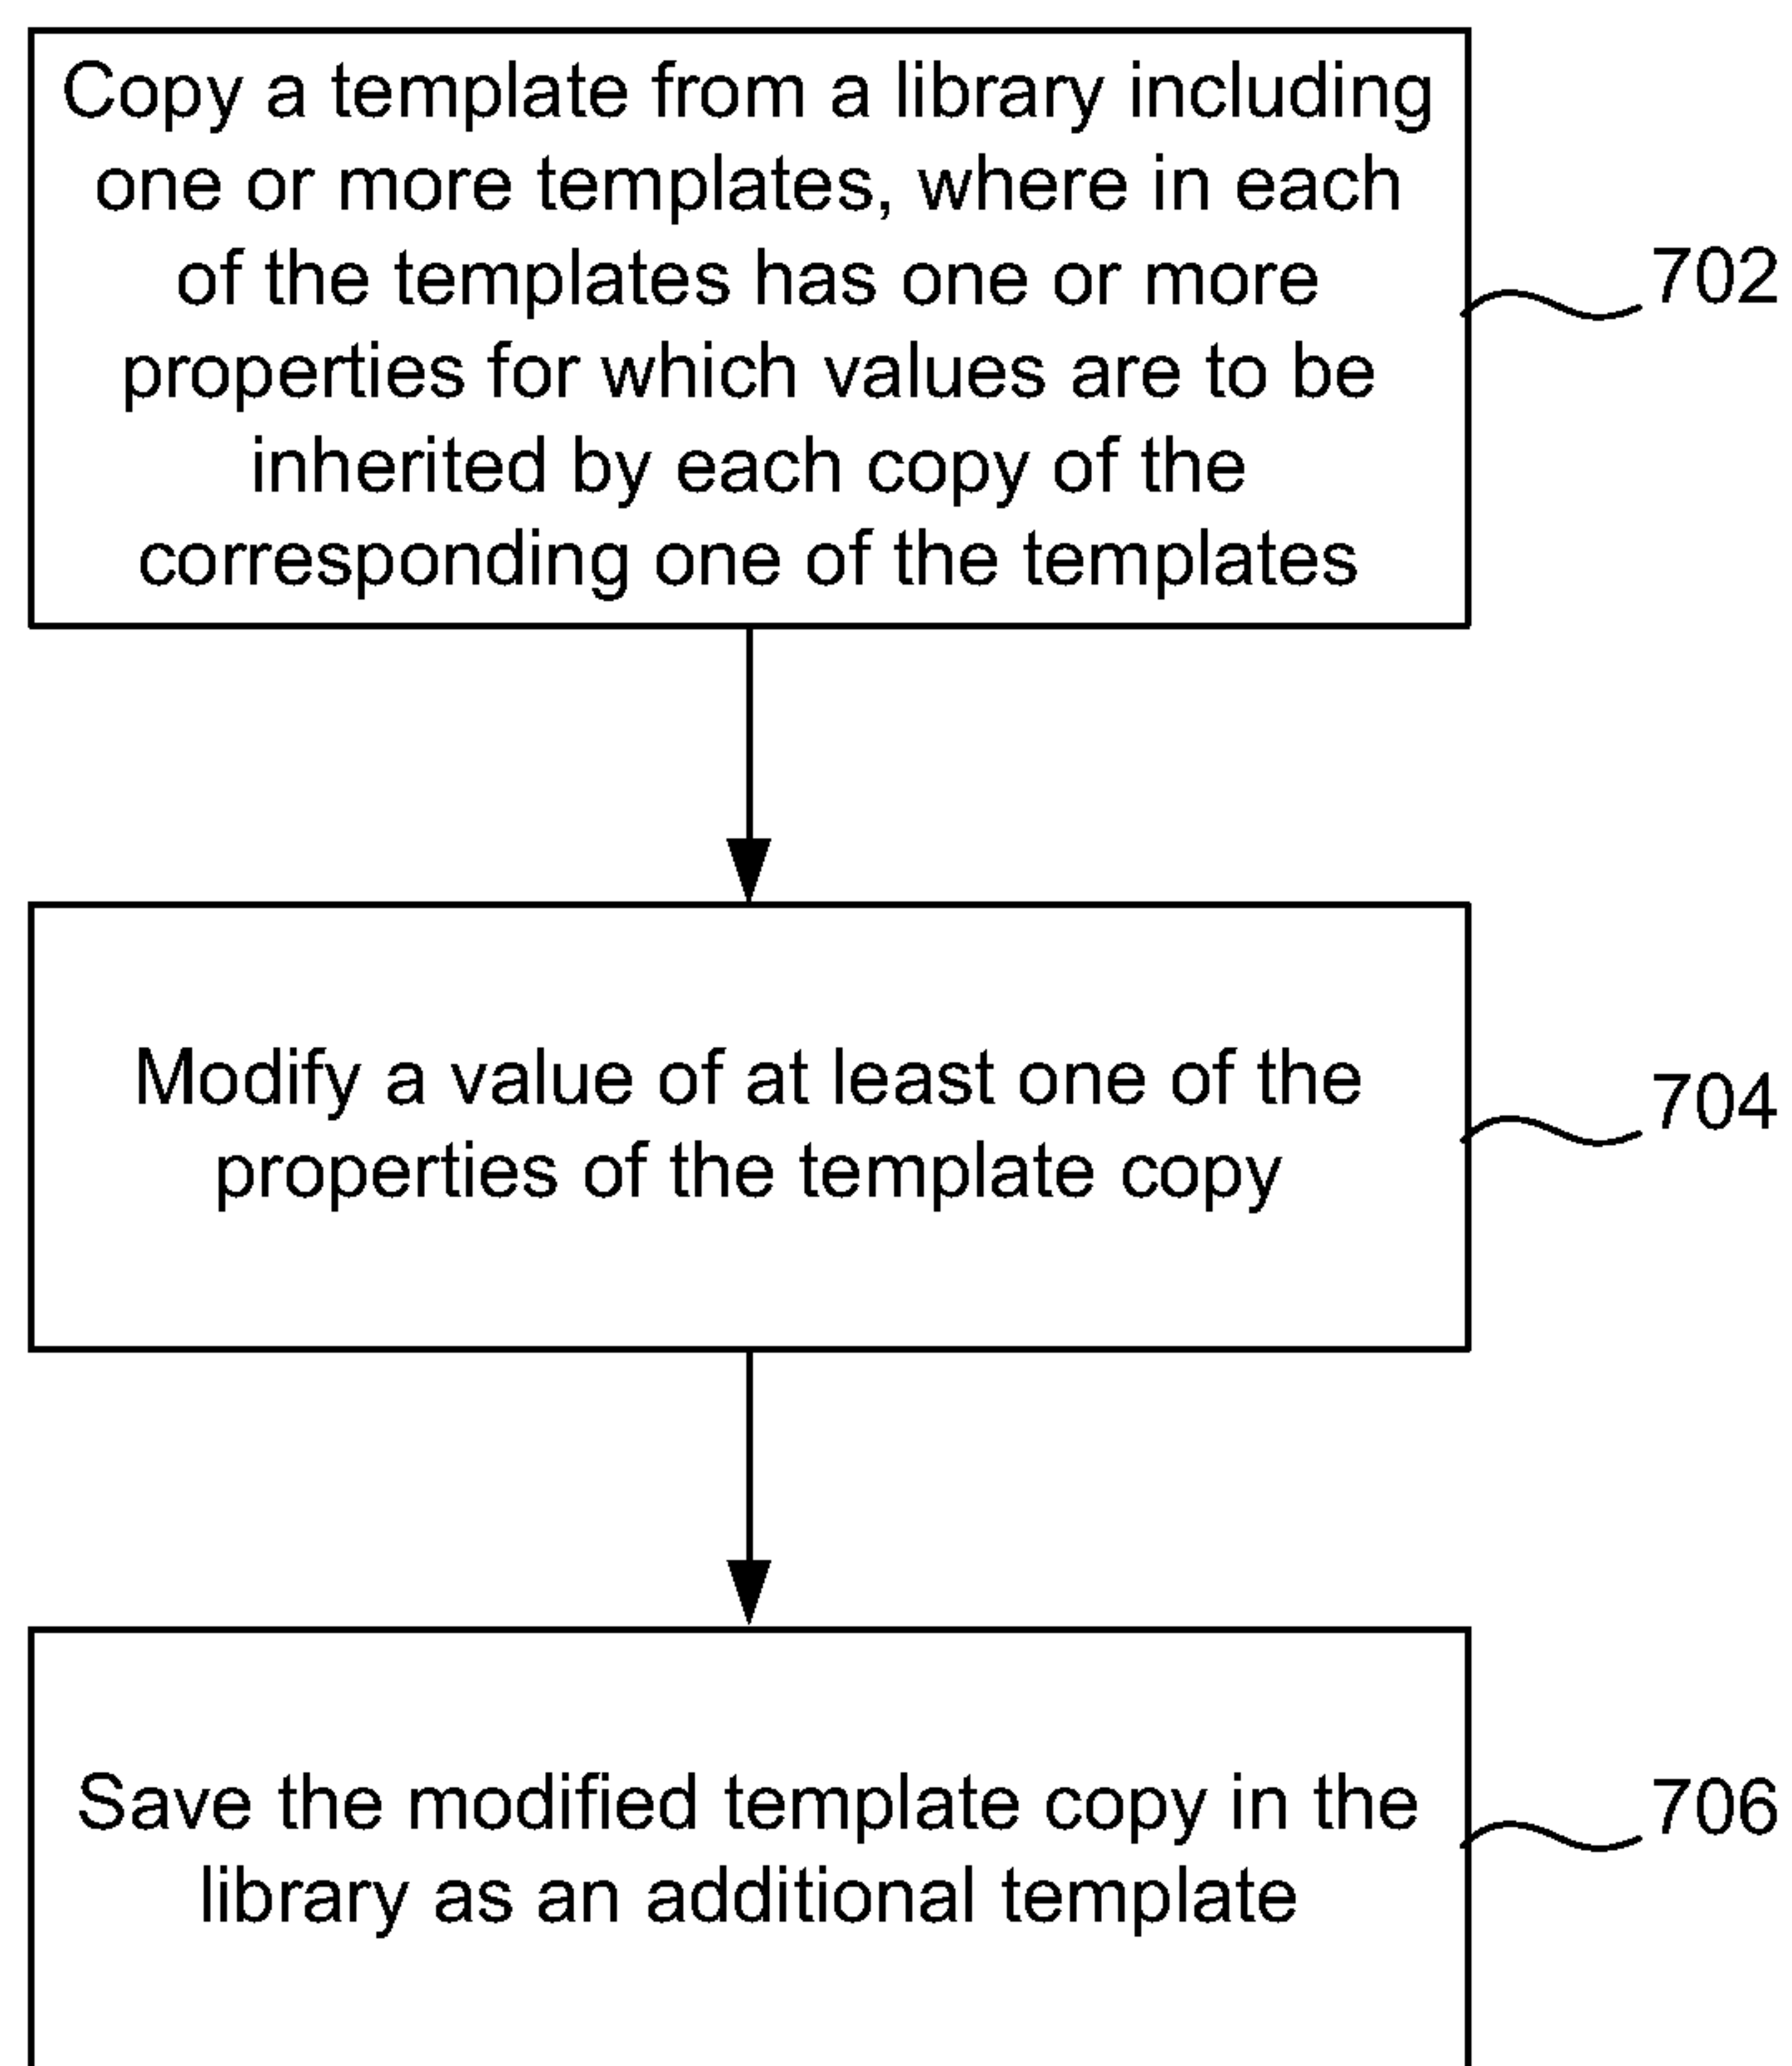 Copy a template from a library including
one or more templates, where in each
of the templates has one or more
properties for which values are to be
inherited by each copy of the
corresponding one of the templates
702
Modify a value of at least one of the
properties of the template copy
704
Save the modified template copy in the
library as an additional template
706